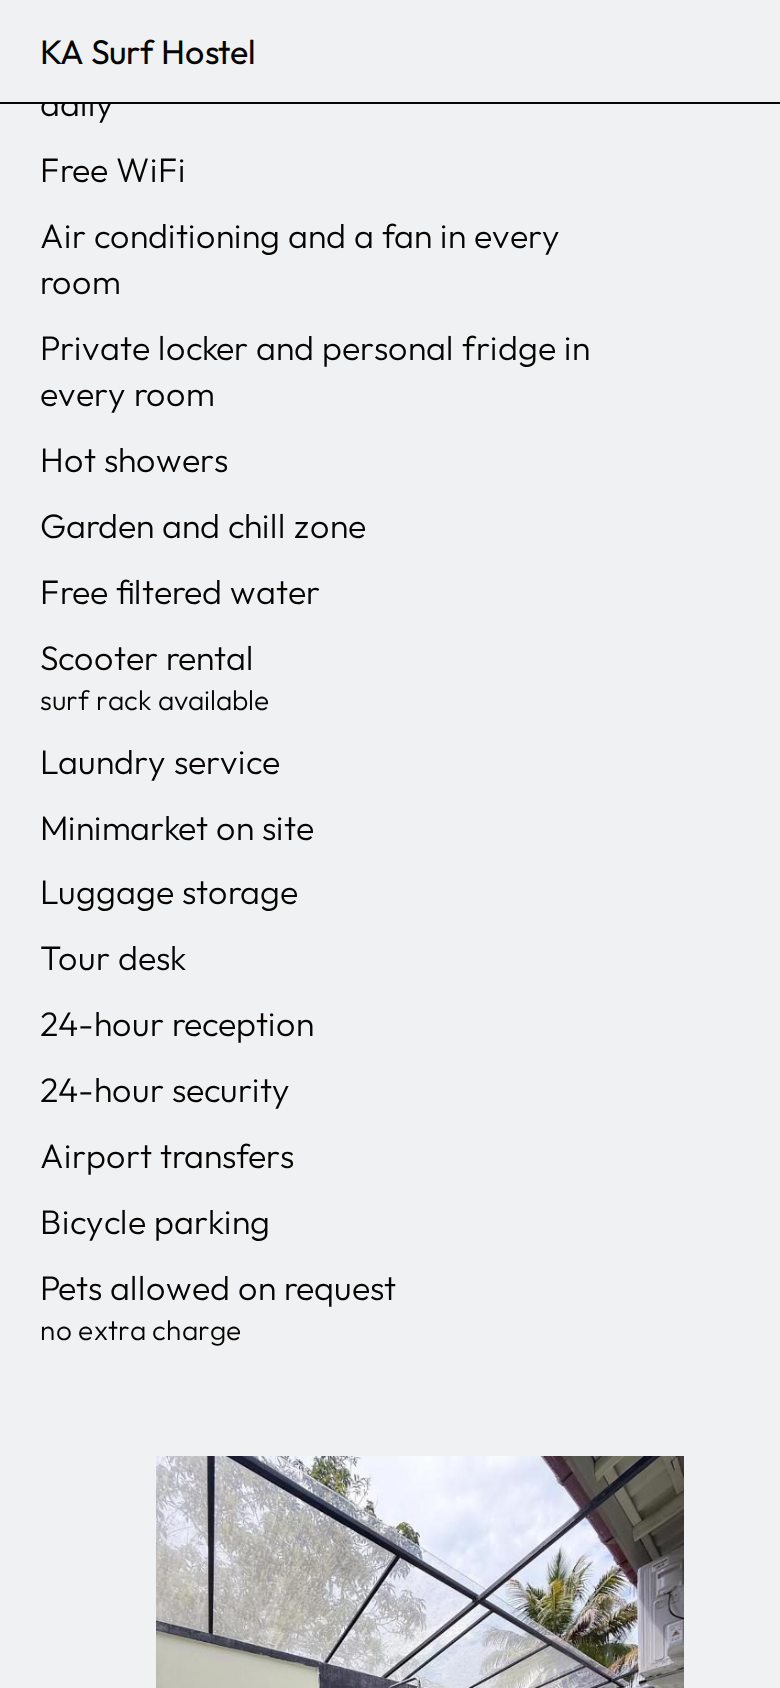 KA Surf Hostel
daily
Free WiFi
Air conditioning and a fan in every
room
Private locker and personal fridge in
every room
Hot showers
Garden and chill zone
Free filtered water
Scooter rental
surf rack available
Laundry service
Minimarket on site
Luggage storage
Tour desk
24-hour reception
24-hour security
Airport transfers
Bicycle parking
Pets allowed on request
no extra charge